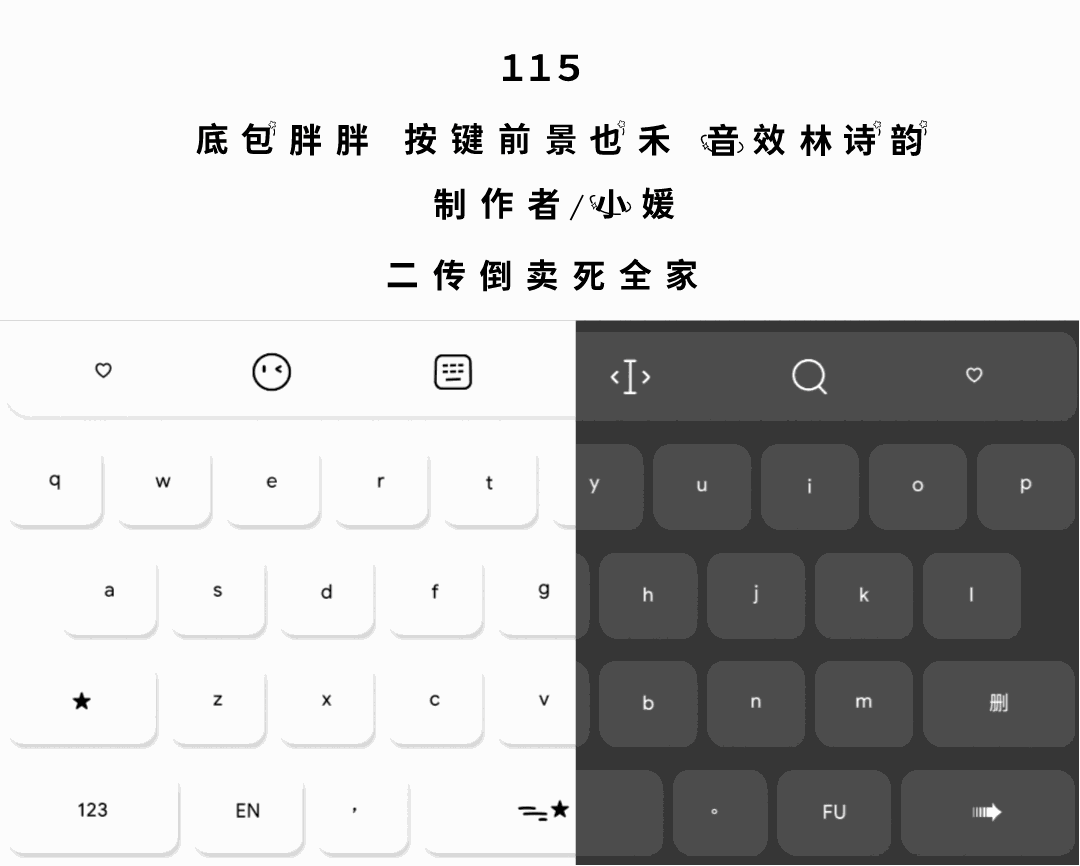 115
底包胖胖 按键前景也禾 音效林诗韵
制作者/小媛
二传倒卖死全家
q w e r t y u i o p
a s d f g h j k l
★ z x c v b n m 删
123 EN , ★ 。 FU